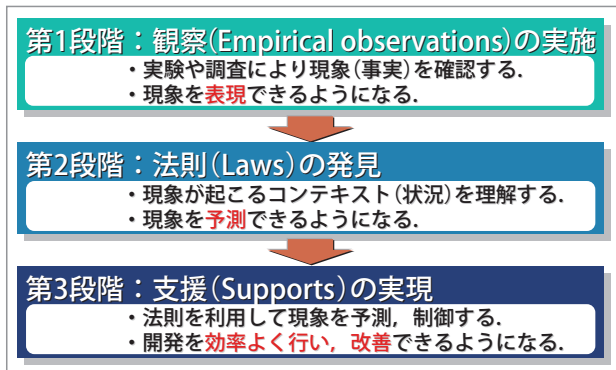 第1段階：観察(Empirical observations)の実施
・実験や調査により現象(事実)を確認する.
・現象を表現できるようになる.
第2段階：法則(Laws)の発見
・現象が起こるコンテキスト(状況)を理解する.
・現象を予測できるようになる.
第3段階：支援(Supports)の実現
・法則を利用して現象を予測，制御する.
・開発を効率よく行い，改善できるようになる.